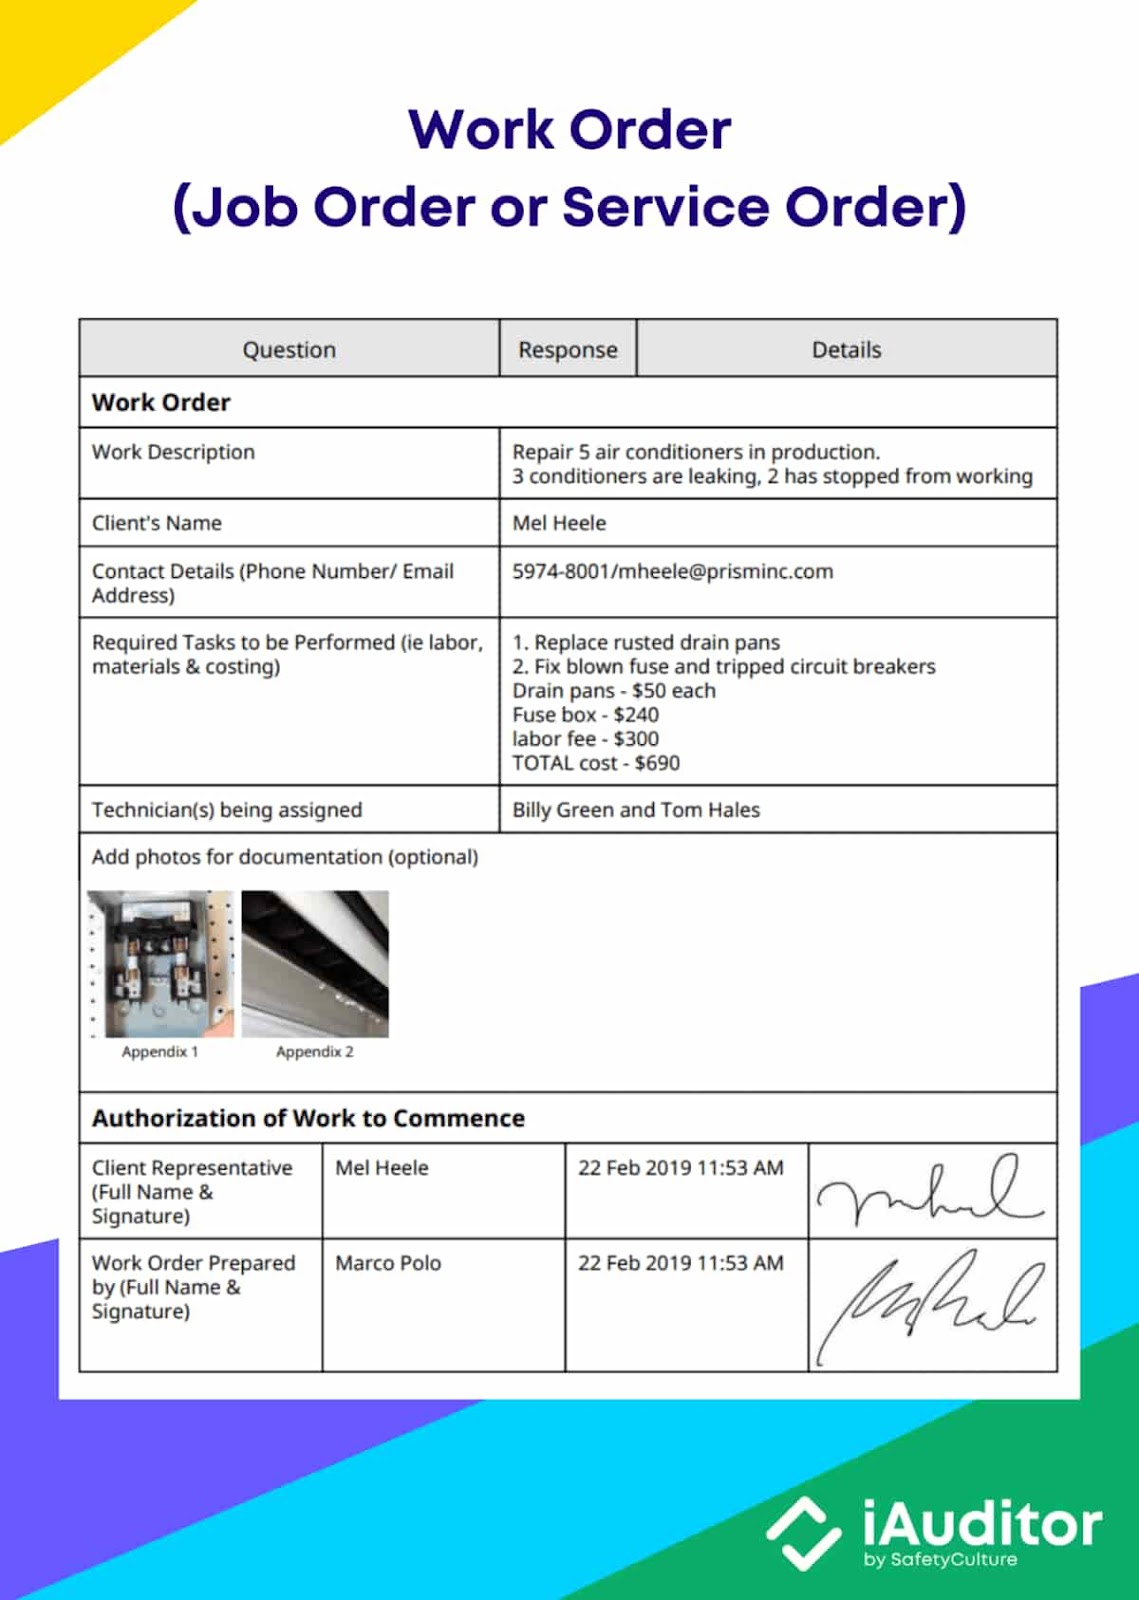 Work Order
(Job Order or Service Order)
Question Response Details
Work Order
Work Description
Repair 5 air conditioners in production.
3 conditioners are leaking, 2 has stopped from working
Client's Name
Mel Heele
Contact Details (Phone Number/ Email
Address)
5974-8001/mheele@prisminc.com
Required Tasks to be Performed (ie labor,
materials & costing)
1. Replace rusted drain pans
2. Fix blown fuse and tripped circuit breakers
Drain pans - $50 each
Fuse box - $240
labor fee - $300
TOTAL cost - $690
Technician(s) being assigned
Billy Green and Tom Hales
Add photos for documentation (optional)
Appendix 1
Appendix 2
Authorization of Work to Commence
Client Representative
(Full Name &
Signature)
Mel Heele
22 Feb 2019 11:53 AM
Work Order Prepared
by (Full Name &
Signature)
Marco Polo
22 Feb 2019 11:53 AM
iAuditor
by SafetyCulture